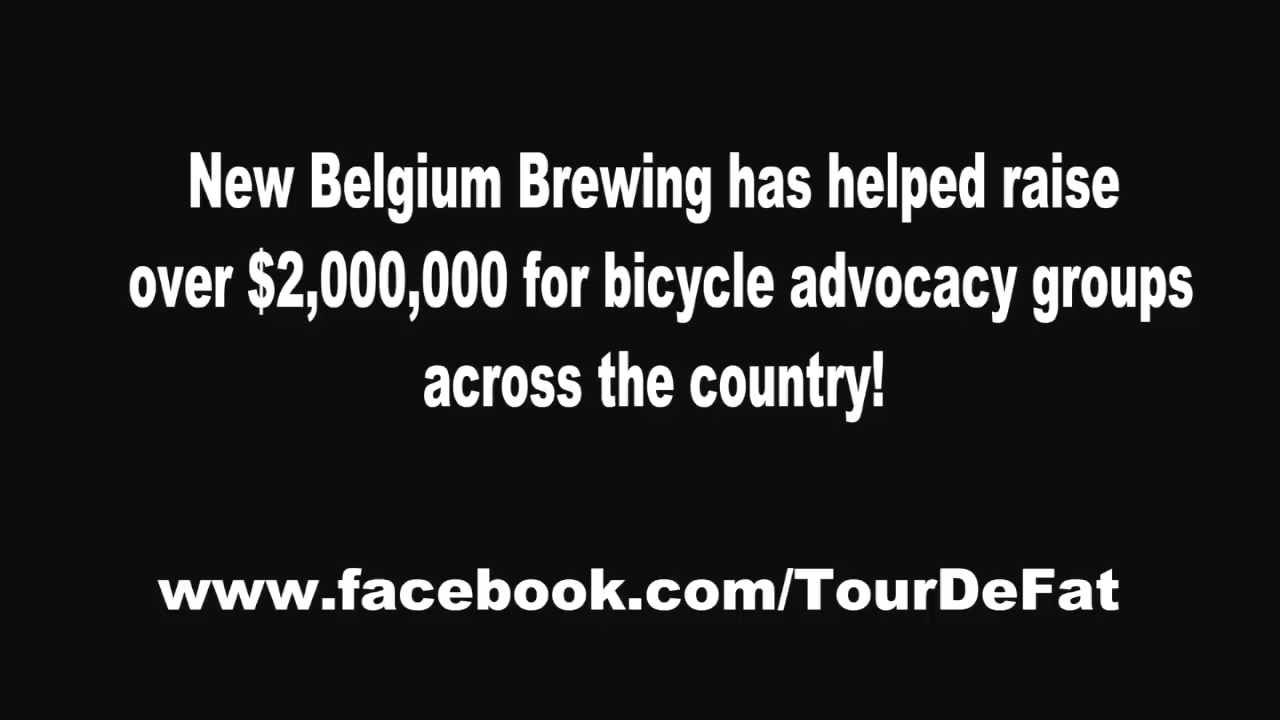 New Belgium Brewing has helped raise
over $2,000,000 for bicycle advocacy groups
across the country!
www.facebook.com/TourDeFat